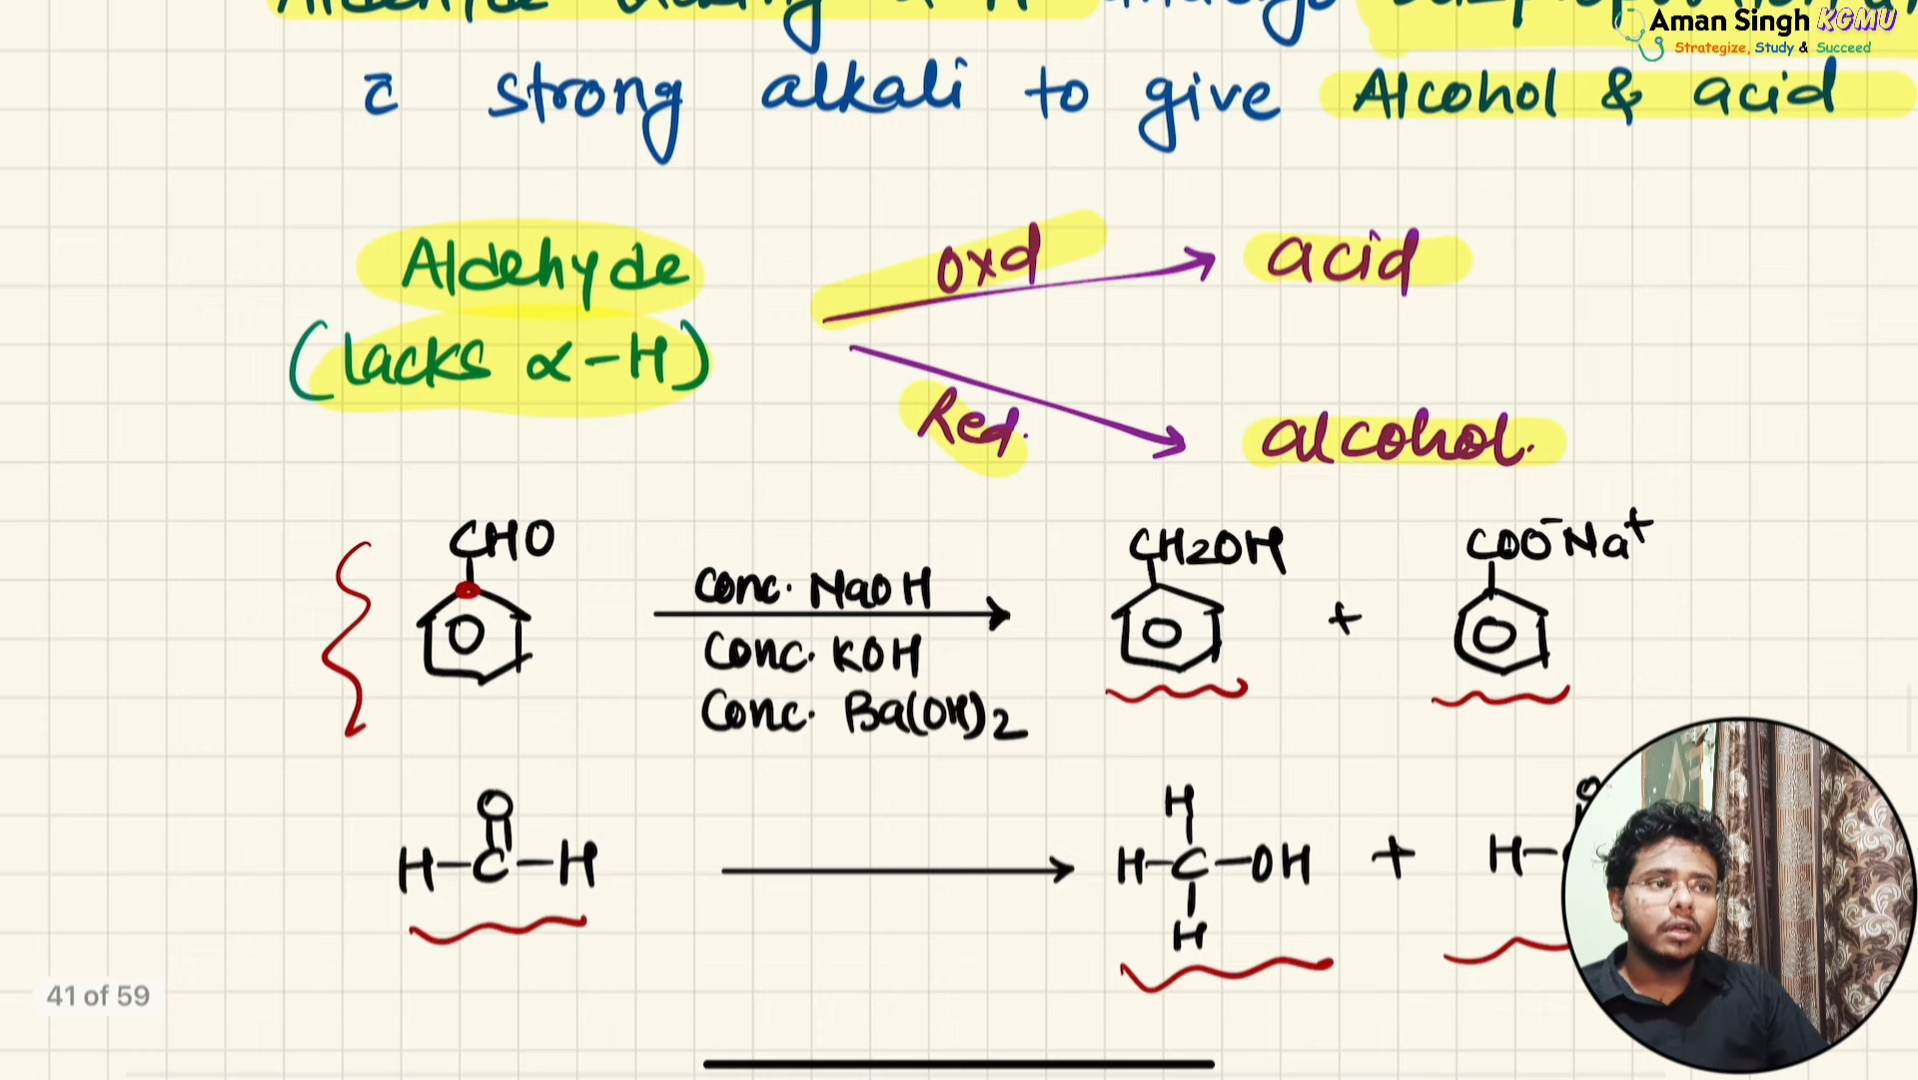 Aldehyde
Aman Singh KGMU
Strategize, Study & Succeed
c̄ strong alkali to give Alcohol & acid
Aldehyde
(lacks α-H)
oxd
acid
Red.
alcohol.
CHO
Conc. NaOH
Conc. KOH
Conc. Ba(OH)2
CH2OH
+
COO⁻Na⁺
O
H-C-H
H
H-C-OH + H-
H
41 of 59